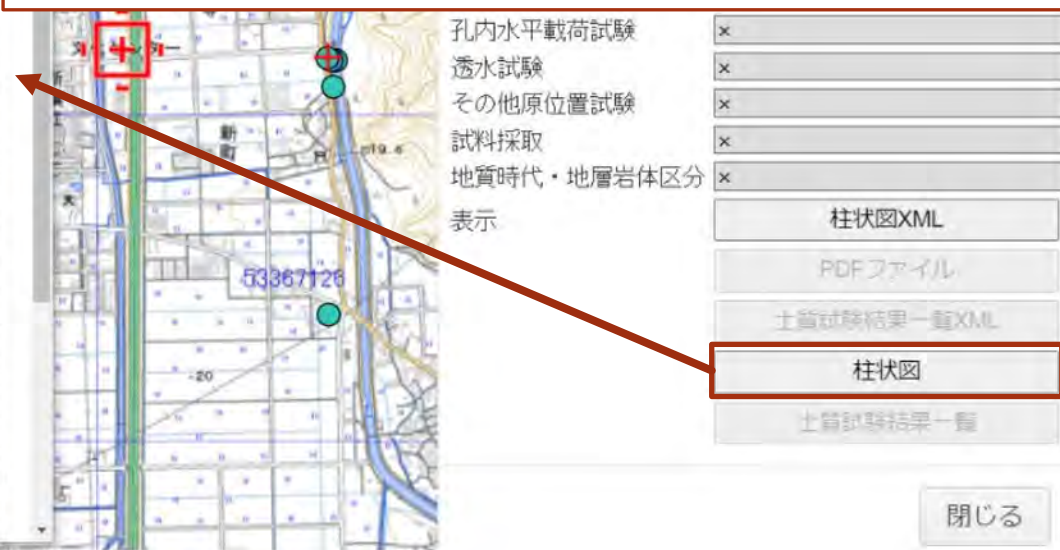 孔内水平載荷試験 ×
透水試験 ×
その他原位置試験 ×
試料採取 ×
地質時代・地層岩体区分 ×
表示 柱状図XML
PDFファイル
土質試験結果一覧XML
柱状図
土質試験結果一覧
閉じる
新町
53367126
-20